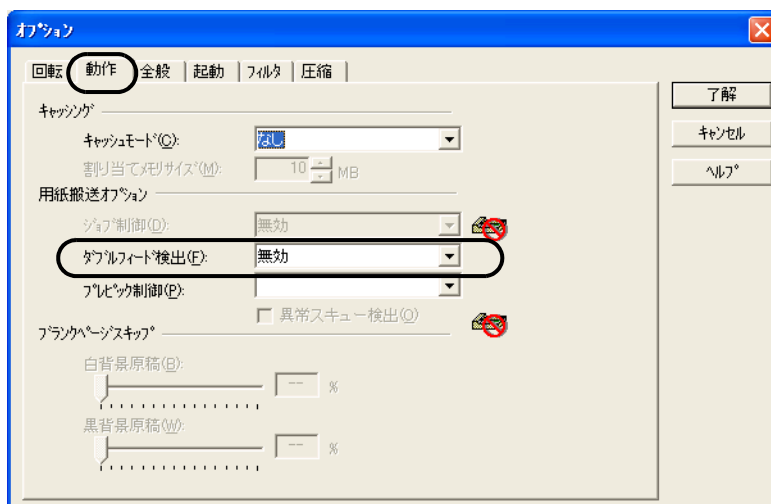 オプション
回転 動作 全般 起動 フィルタ 圧縮
了解
キャンセル
ヘルプ
キャッシング
キャッシュモード(C): なし
割り当てメモリサイズ(M): 10 MB
用紙搬送オプション
ジョブ制御(D): 無効
ダブルフィード検出(F): 無効
プレピック制御(P):
異常スキュー検出(O)
ブランクページスキップ
白背景原稿(B):
-- %
黒背景原稿(W):
-- %